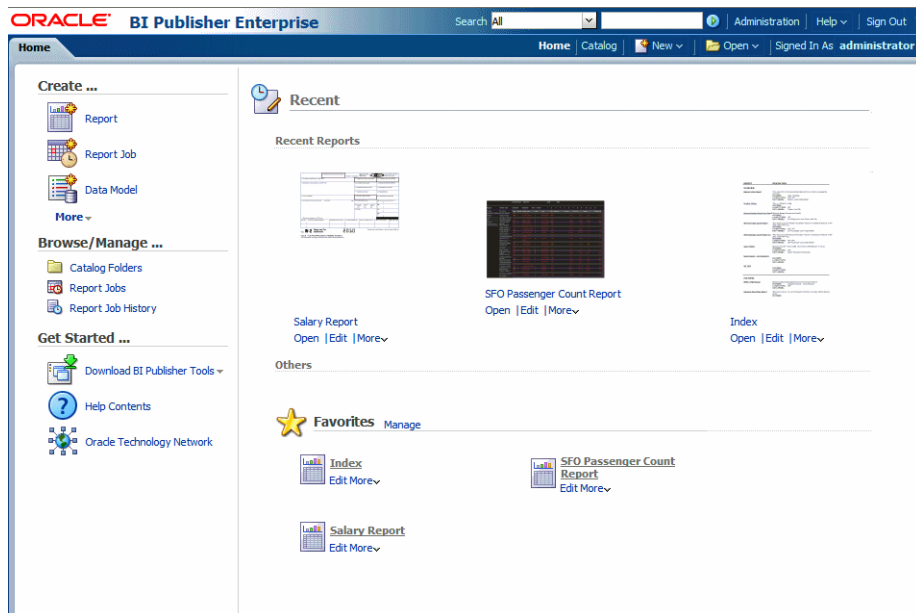 ORACLE BI Publisher Enterprise
Search All
Administration Help Sign Out
Home
Home Catalog New Open Signed In As administrator
Create ...
Report
Report Job
Data Model
More
Browse/Manage ...
Catalog Folders
Report Jobs
Report Job History
Get Started ...
Download BI Publisher Tools
Help Contents
Oracle Technology Network
Recent
Recent Reports
Salary Report
Open |Edit |More
SFO Passenger Count Report
Open |Edit |More
Index
Open |Edit |More
Others
Favorites Manage
Index
Edit More
SFO Passenger Count
Report
Edit More
Salary Report
Edit More